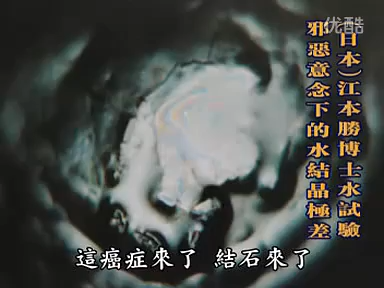 优酷
(日本)江本勝博士水試驗
邪惡意念下的水結晶極差
這癌症來了 結石來了